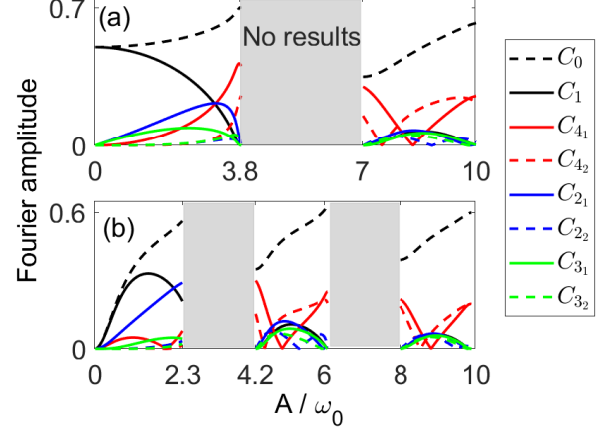 0.7
(a)
No results
0
0
3.8
7
10
Fourier amplitude
0.6
(b)
0
0
2.3
4.2
6
8
10
A / ω₀
C₀
C₁
C₄₁
C₄₂
C₂₁
C₂₂
C₃₁
C₃₂